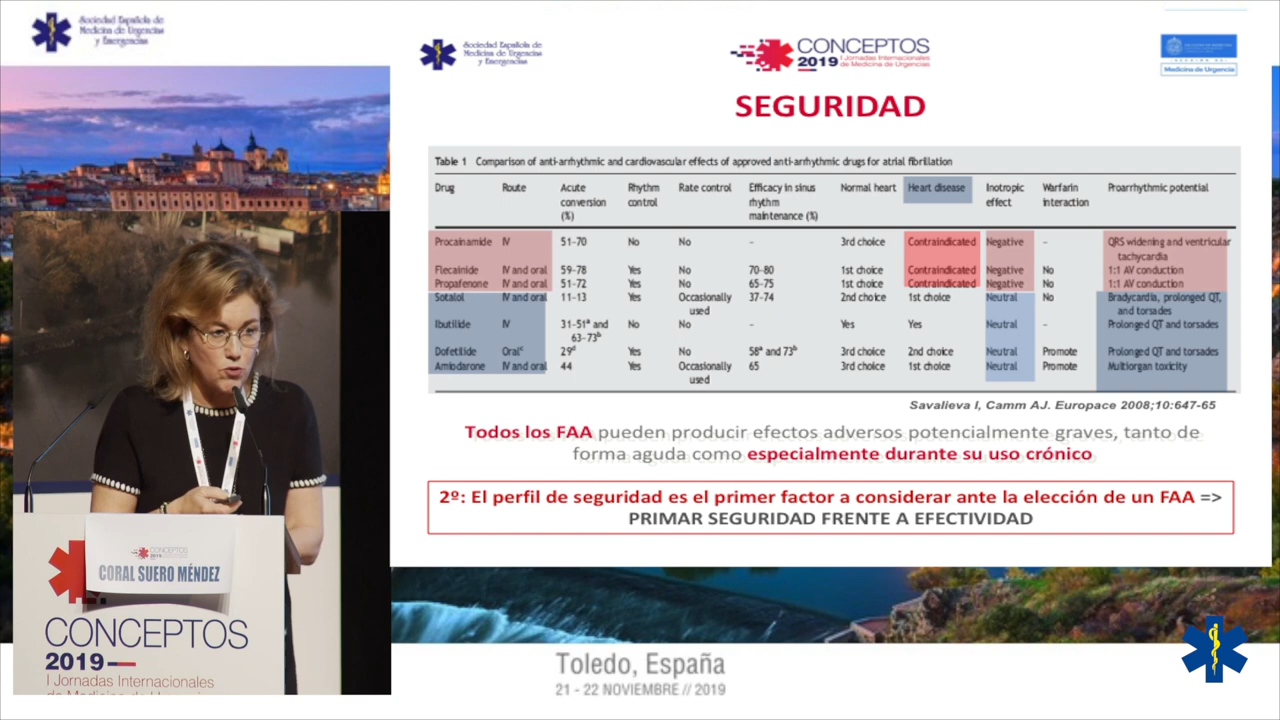 Sociedad Española de
Medicina de Urgencias
y Emergencias
Sociedad Española de
Medicina de Urgencias
y Emergencias
CONCEPTOS
2019 I Jornadas Internacionales
de Medicina de Urgencias
Medicina de Urgencia
SEGURIDAD
Table 1 Comparison of anti-arrhythmic and cardiovascular effects of approved anti-arrhythmic drugs for atrial fibrillation
Drug Route Acute conversion (%) Rhythm control Rate control Efficacy in sinus rhythm maintenance (%) Normal heart Heart disease Inotropic effect Warfarin interaction Proarrhythmic potential
Procainamide IV 51–70 No No – 3rd choice Contraindicated Negative – QRS widening and ventricular
tachycardia
Flecainide IV and oral 59–78 Yes No 70–80 1st choice Contraindicated Negative No 1:1 AV conduction
Propafenone IV and oral 51–72 Yes No 65–75 1st choice Contraindicated Negative No 1:1 AV conduction
Sotalol IV and oral 11–13 Yes Occasionally used 37–74 2nd choice 1st choice Neutral No Bradycardia, prolonged QT,
and torsades
Ibutilide IV 31–51a and 63–73b No No – Yes Yes Neutral – Prolonged QT and torsades
Dofetilide Oralc 29d Yes No 58a and 73b 3rd choice 2nd choice Neutral Promote Prolonged QT and torsades
Amiodarone IV and oral 44 Yes Occasionally used 65 3rd choice 1st choice Neutral Promote Multiorgan toxicity
Savalieva I, Camm AJ. Europace 2008;10:647-65
Todos los FAA pueden producir efectos adversos potencialmente graves, tanto de
forma aguda como especialmente durante su uso crónico
2º: El perfil de seguridad es el primer factor a considerar ante la elección de un FAA =>
PRIMAR SEGURIDAD FRENTE A EFECTIVIDAD
CONCEPTOS
CORAL SUERO MÉNDEZ
CONCEPTOS
2019
I Jornadas Internacionales
de Medicina de Urgencias
Toledo, España
21 - 22 NOVIEMBRE // 2019